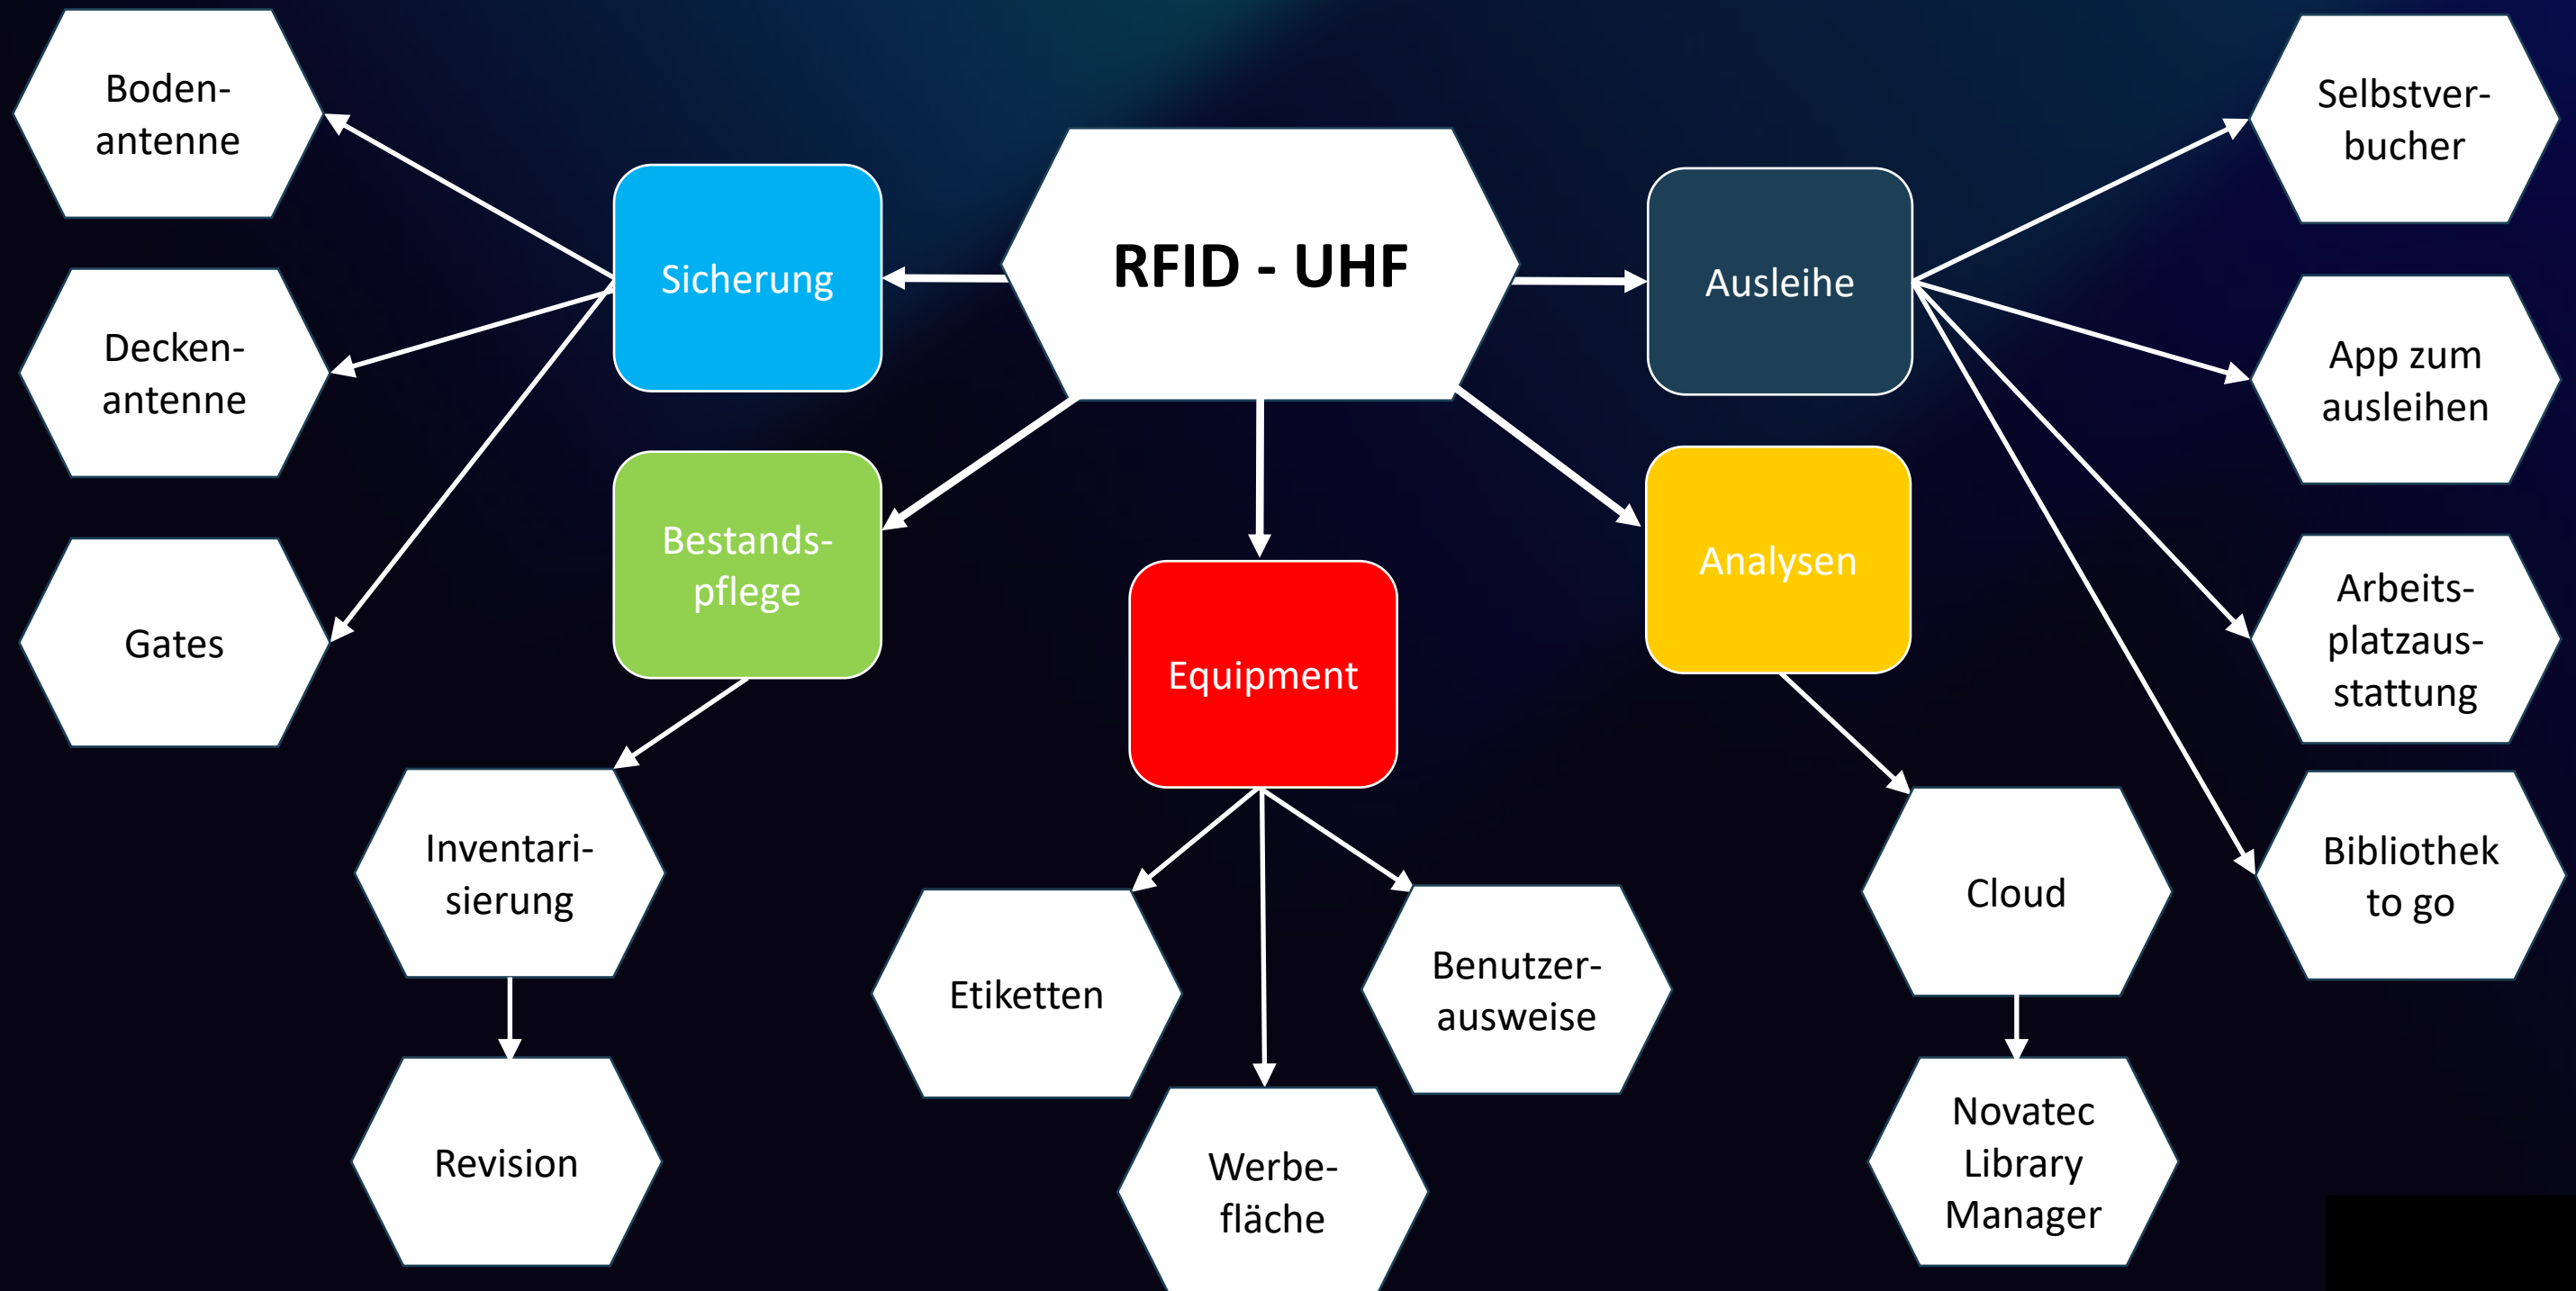 RFID - UHF
Sicherung
Boden-
antenne
Decken-
antenne
Gates
Bestands-
pflege
Inventari-
sierung
Revision
Equipment
Etiketten
Werbe-
fläche
Benutzer-
ausweise
Analysen
Cloud
Novatec
Library
Manager
Ausleihe
Selbstver-
bucher
App zum
ausleihen
Arbeits-
platzaus-
stattung
Bibliothek
to go